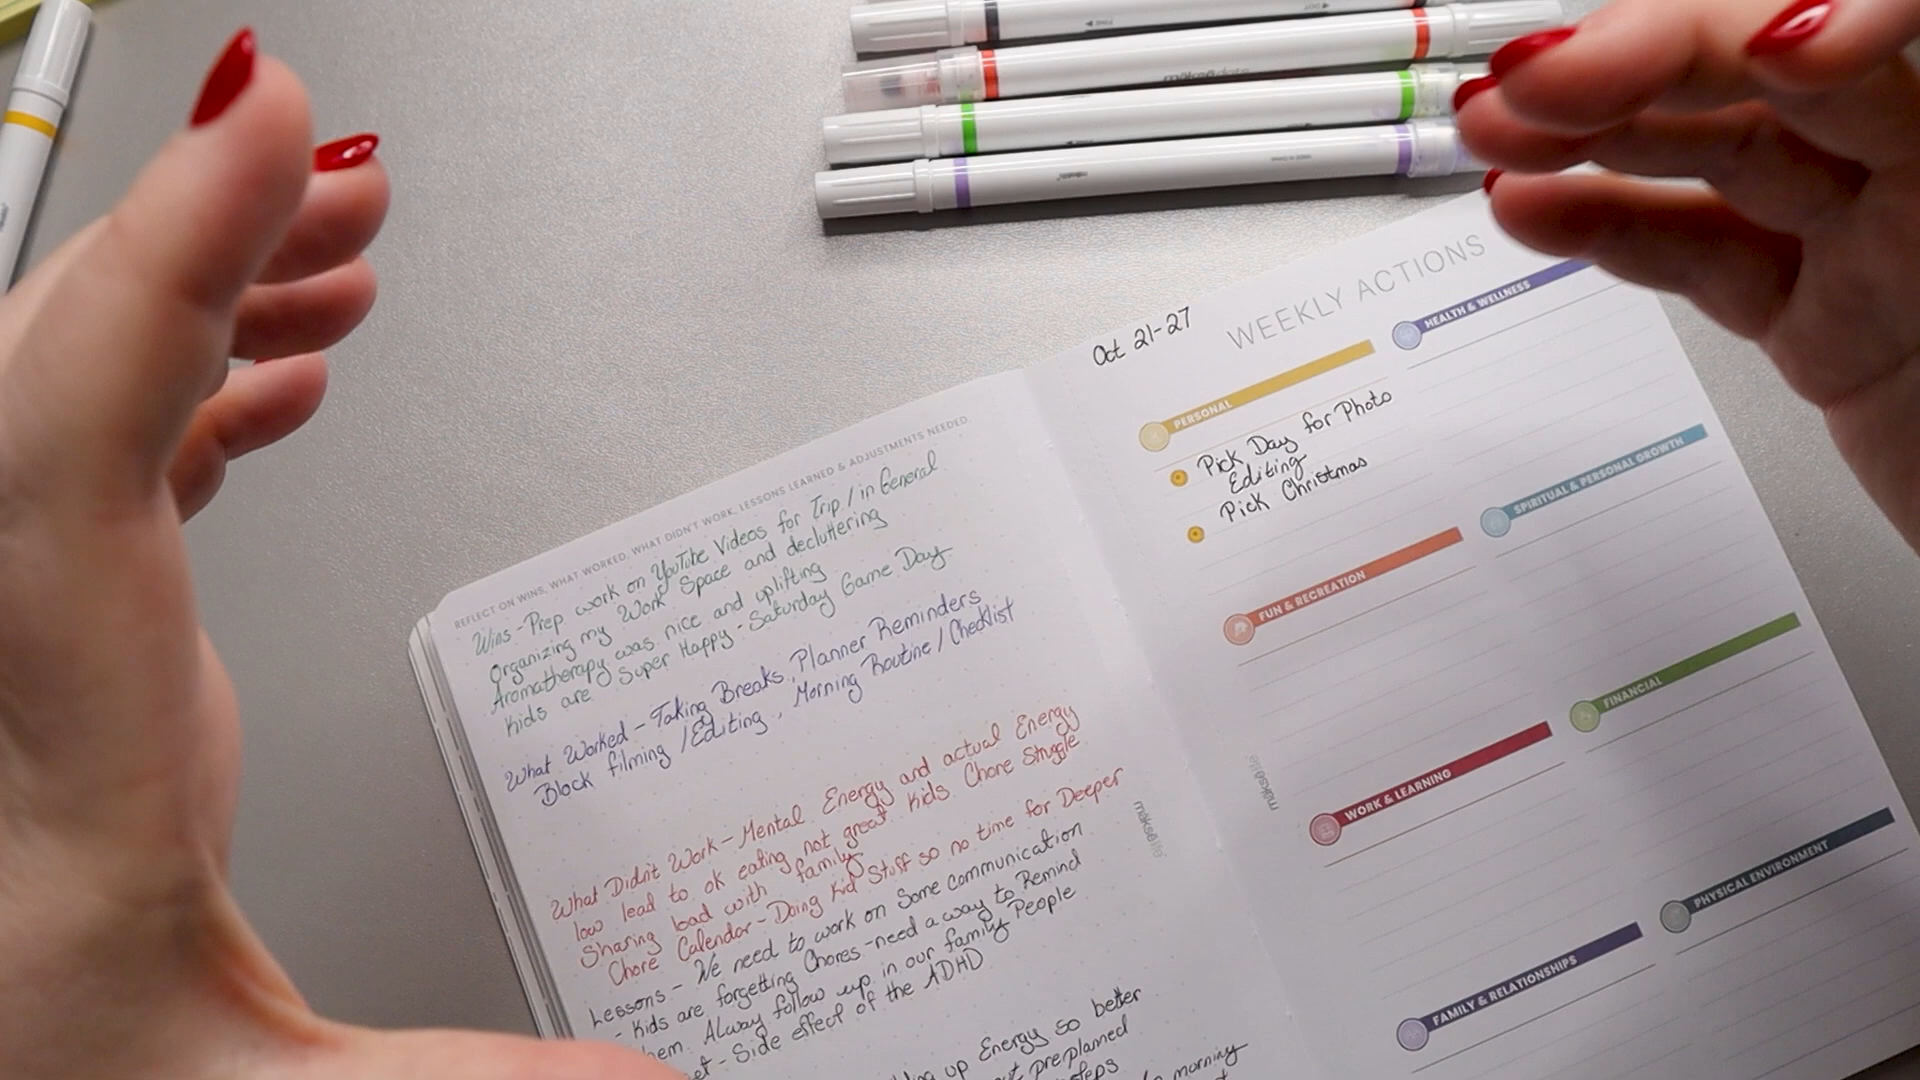 REFLECT ON WINS, WHAT WORKED, WHAT DIDN'T WORK, LESSONS LEARNED & ADJUSTMENTS NEEDED.
Wins - Prep work on YouTube Videos for Trip / in General
Organizing my Work Space and decluttering
Aromatherapy was nice and uplifting
Kids are Super Happy - Saturday Game Day
What Worked - Taking Breaks, Planner Reminders
Block filming / Editing, Morning Routine / Checklist
What Didn't Work - Mental Energy and actual Energy
low lead to ok eating not great Kids Chore Struggle
Sharing load with family
Chore Calendar - Doing Kid Stuff so no time for Deeper
Lessons - We need to work on Some communication
- Kids are forgetting Chores - need a way to Remind
hem. Alway follow up in our family People
et - Side effect of the ADHD
up Energy so better
preplanned
steps
morning
makselife
Oct 21-27
WEEKLY ACTIONS
PERSONAL
Pick Day for Photo
Editing
Pick Christmas
FUN & RECREATION
WORK & LEARNING
FAMILY & RELATIONSHIPS
HEALTH & WELLNESS
SPIRITUAL & PERSONAL GROWTH
FINANCIAL
PHYSICAL ENVIRONMENT
makselife